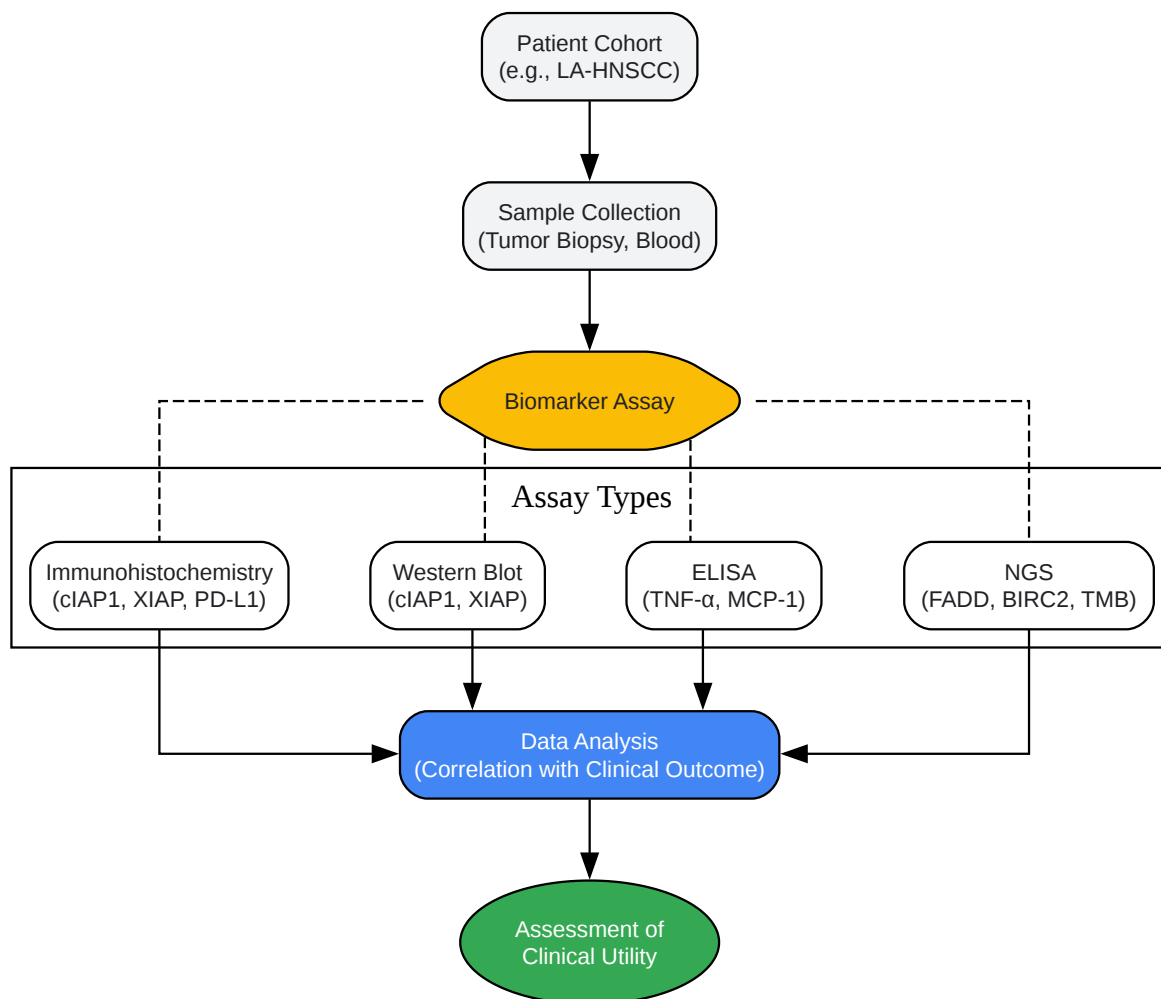 Patient Cohort
(e.g., LA-HNSCC)
Sample Collection
(Tumor Biopsy, Blood)
Biomarker Assay
Assay Types
Immunohistochemistry
(cIAP1, XIAP, PD-L1)
Western Blot
(cIAP1, XIAP)
ELISA
(TNF-α, MCP-1)
NGS
(FADD, BIRC2, TMB)
Data Analysis
(Correlation with Clinical Outcome)
Assessment of
Clinical Utility